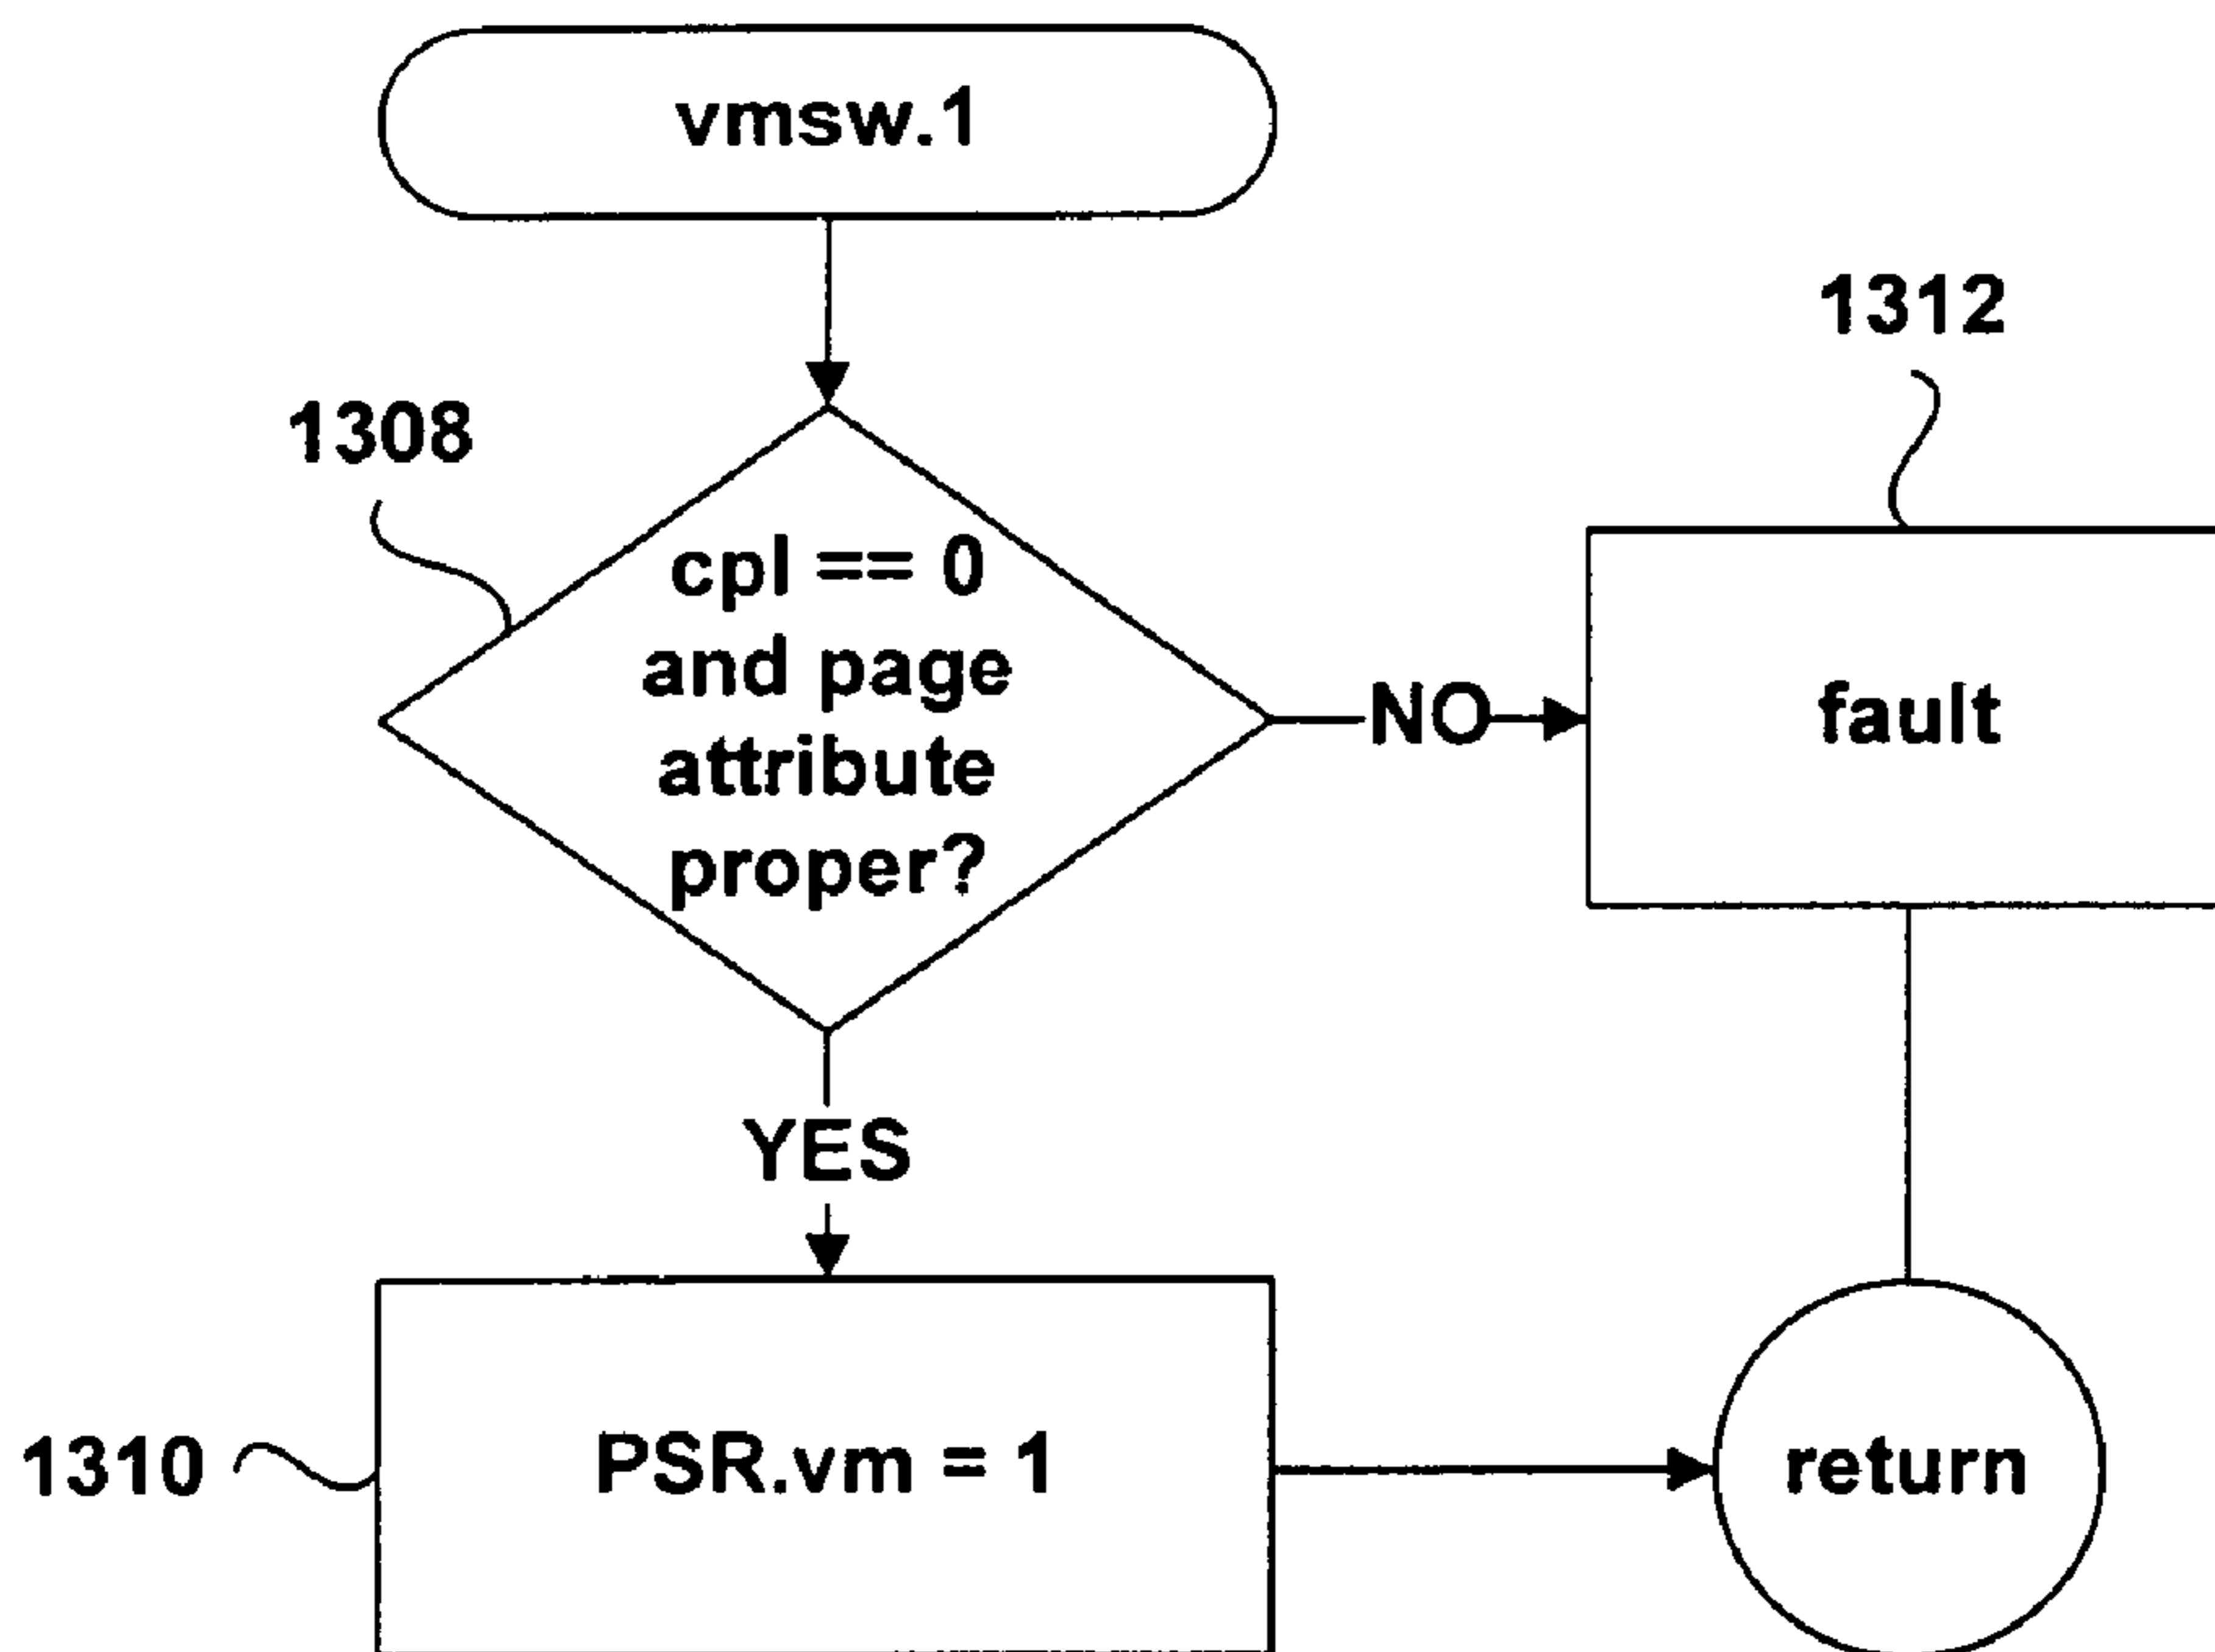 vmsw.1
1312
1308
cpl == 0
and page
attribute
proper?
NO
fault
YES
1310
PSR.vm = 1
return